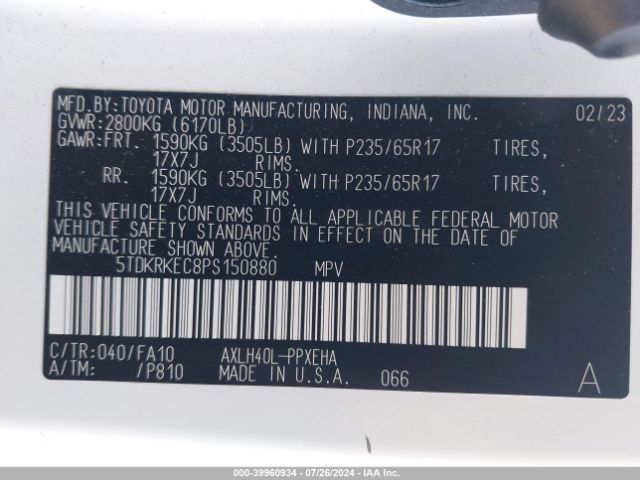 MFD.BY:TOYOTA MOTOR MANUFACTURING, INDIANA, INC. 02/23
GVWR:2800KG (6170LB)
GAWR:FRT. 1590KG (3505LB) WITH P235/65R17 TIRES,
17X7J RIMS.
RR. 1590KG (3505LB) WITH P235/65R17 TIRES,
17X7J RIMS.
THIS VEHICLE CONFORMS TO ALL APPLICABLE FEDERAL MOTOR
VEHICLE SAFETY STANDARDS IN EFFECT ON THE DATE OF
MANUFACTURE SHOWN ABOVE.
5TDKRKEC8PS150880 MPV
C/TR:040/FA10 AXLH40L-PPXEHA
A/TM: /P810 MADE IN U.S.A. 066 A
000-39960934 - 07/26/2024 - IAAI.com